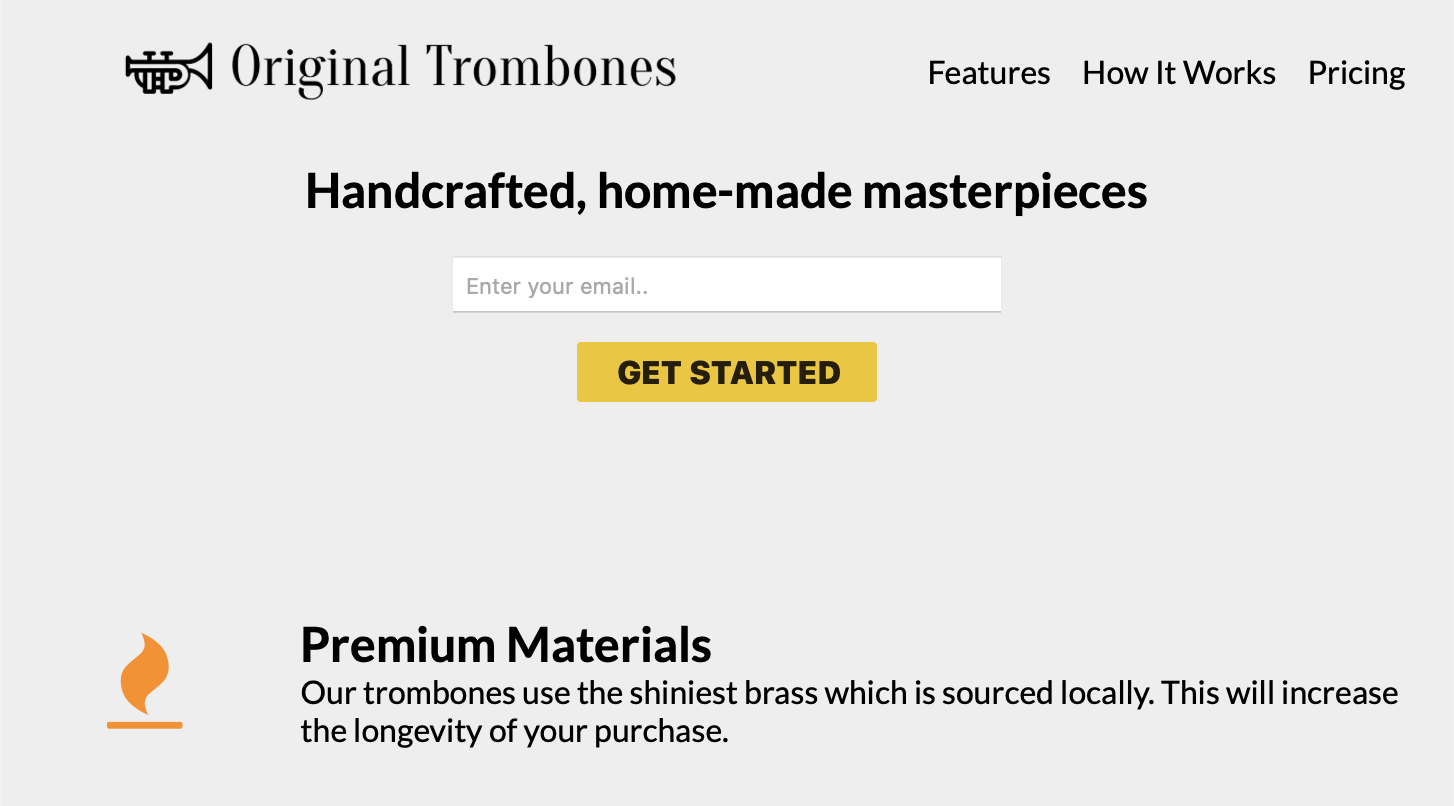 Original Trombones
Features
How It Works
Pricing
Handcrafted, home-made masterpieces
Enter your email..
GET STARTED
Premium Materials
Our trombones use the shiniest brass which is sourced locally. This will increase
the longevity of your purchase.